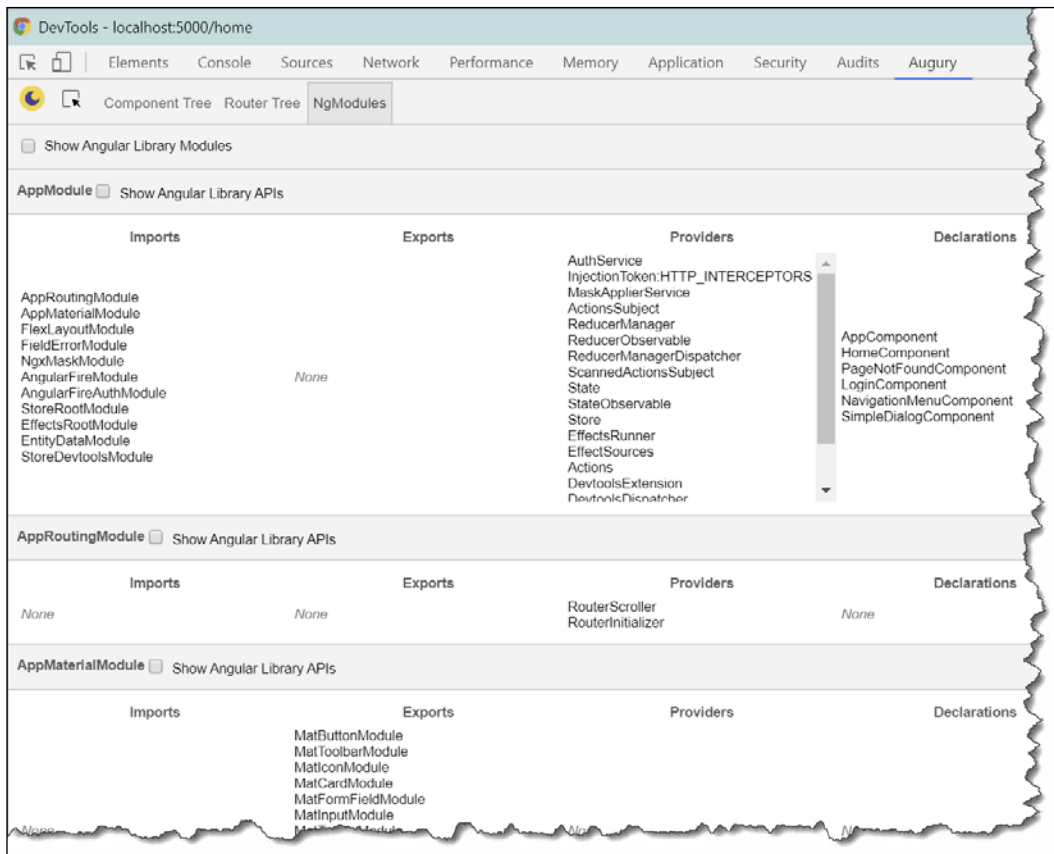 DevTools - localhost:5000/home
Elements Console Sources Network Performance Memory Application Security Audits Augury
Component Tree Router Tree NgModules
Show Angular Library Modules
AppModule Show Angular Library APIs
Imports Exports Providers Declarations
AppRoutingModule
AppMaterialModule
FlexLayoutModule
FieldErrorModule
NgxMaskModule
AngularFireModule
AngularFireAuthModule
StoreRootModule
EffectsRootModule
EntityDataModule
StoreDevtoolsModule
None
AuthService
InjectionToken:HTTP_INTERCEPTORS
MaskApplierService
ActionsSubject
ReducerManager
ReducerObservable
ReducerManagerDispatcher
ScannedActionsSubject
State
StateObservable
Store
EffectsRunner
EffectSources
Actions
DevtoolsExtension
DevtoolsDispatcher
AppComponent
HomeComponent
PageNotFoundComponent
LoginComponent
NavigationMenuComponent
SimpleDialogComponent
AppRoutingModule Show Angular Library APIs
Imports Exports Providers Declarations
None
None
RouterScroller
RouterInitializer
None
AppMaterialModule Show Angular Library APIs
Imports Exports Providers Declarations
None
MatButtonModule
MatToolbarModule
MatIconModule
MatCardModule
MatFormFieldModule
MatInputModule